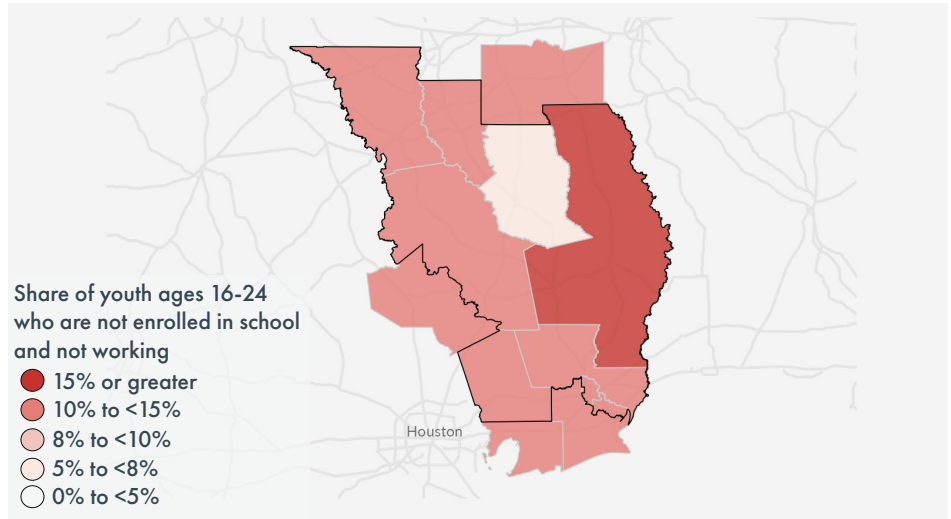 Share of youth ages 16-24
who are not enrolled in school
and not working
15% or greater
10% to <15%
8% to <10%
5% to <8%
0% to <5%
Houston